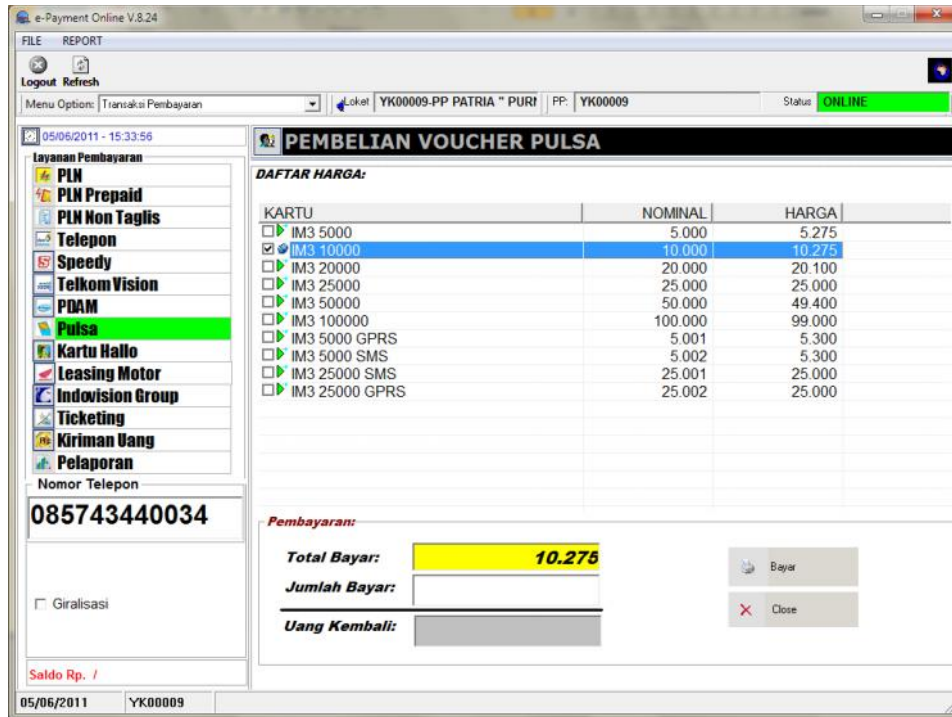 e-Payment Online V.8.24
FILE REPORT
Logout Refresh
Menu Option: Transaksi Pembayaran Loket YK00009-PP PATRIA " PURI PP: YK00009 Status ONLINE
05/06/2011 - 15:33:56
Layanan Pembayaran
PLN
PLN Prepaid
PLN Non Taglis
Telepon
Speedy
Telkom Vision
PDAM
Pulsa
Kartu Hallo
Leasing Motor
Indovision Group
Ticketing
Kiriman Uang
Pelaporan
Nomor Telepon
085743440034
Giralisasi
Saldo Rp. /
PEMBELIAN VOUCHER PULSA
DAFTAR HARGA:
KARTU NOMINAL HARGA
IM3 5000 5.000 5.275
IM3 10000 10.000 10.275
IM3 20000 20.000 20.100
IM3 25000 25.000 25.000
IM3 50000 50.000 49.400
IM3 100000 100.000 99.000
IM3 5000 GPRS 5.001 5.300
IM3 5000 SMS 5.002 5.300
IM3 25000 SMS 25.001 25.000
IM3 25000 GPRS 25.002 25.000
Pembayaran:
Total Bayar: 10.275
Jumlah Bayar:
Uang Kembali:
Bayar
Close
05/06/2011 YK00009